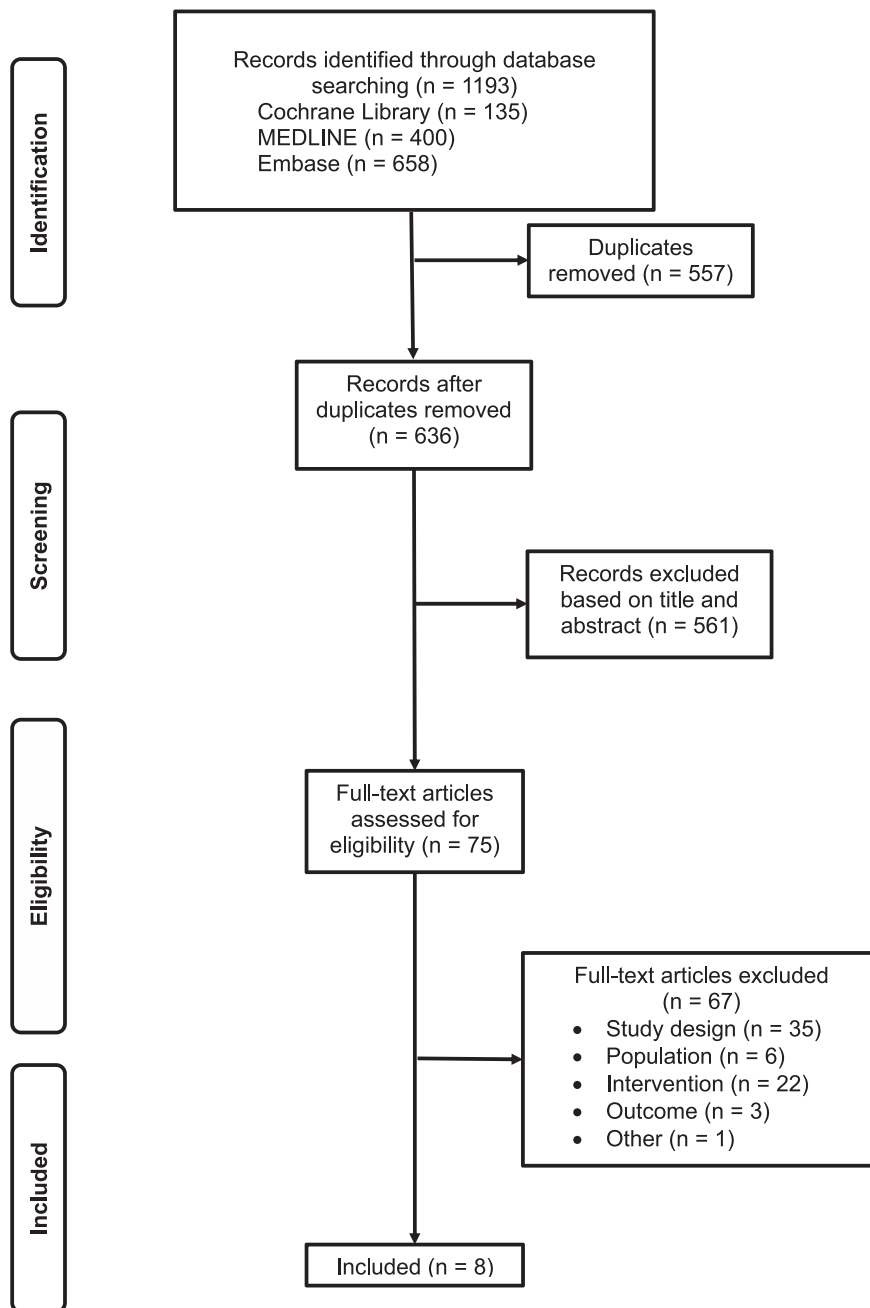 Identification
Records identified through database
searching (n = 1193)
Cochrane Library (n = 135)
MEDLINE (n = 400)
Embase (n = 658)
Duplicates
removed (n = 557)
Screening
Records after
duplicates removed
(n = 636)
Records excluded
based on title and
abstract (n = 561)
Eligibility
Full-text articles
assessed for
eligibility (n = 75)
Full-text articles excluded
(n = 67)
• Study design (n = 35)
• Population (n = 6)
• Intervention (n = 22)
• Outcome (n = 3)
• Other (n = 1)
Included
Included (n = 8)